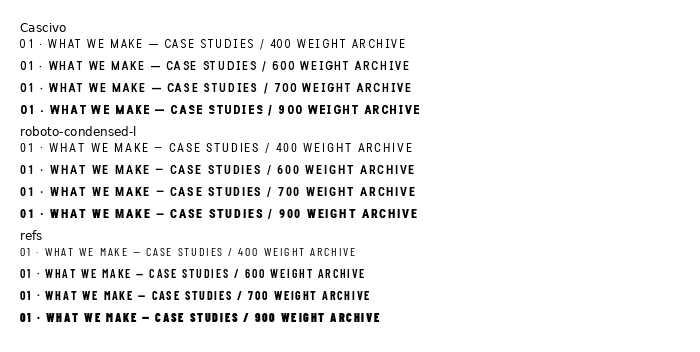 Cascivo
01 · WHAT WE MAKE — CASE STUDIES / 400 WEIGHT ARCHIVE
01 · WHAT WE MAKE — CASE STUDIES / 600 WEIGHT ARCHIVE
01 · WHAT WE MAKE — CASE STUDIES / 700 WEIGHT ARCHIVE
01 · WHAT WE MAKE — CASE STUDIES / 900 WEIGHT ARCHIVE
roboto-condensed-l
01 · WHAT WE MAKE — CASE STUDIES / 400 WEIGHT ARCHIVE
01 · WHAT WE MAKE — CASE STUDIES / 600 WEIGHT ARCHIVE
01 · WHAT WE MAKE — CASE STUDIES / 700 WEIGHT ARCHIVE
01 · WHAT WE MAKE — CASE STUDIES / 900 WEIGHT ARCHIVE
refs
01 · WHAT WE MAKE — CASE STUDIES / 400 WEIGHT ARCHIVE
01 · WHAT WE MAKE — CASE STUDIES / 600 WEIGHT ARCHIVE
01 · WHAT WE MAKE — CASE STUDIES / 700 WEIGHT ARCHIVE
01 · WHAT WE MAKE — CASE STUDIES / 900 WEIGHT ARCHIVE